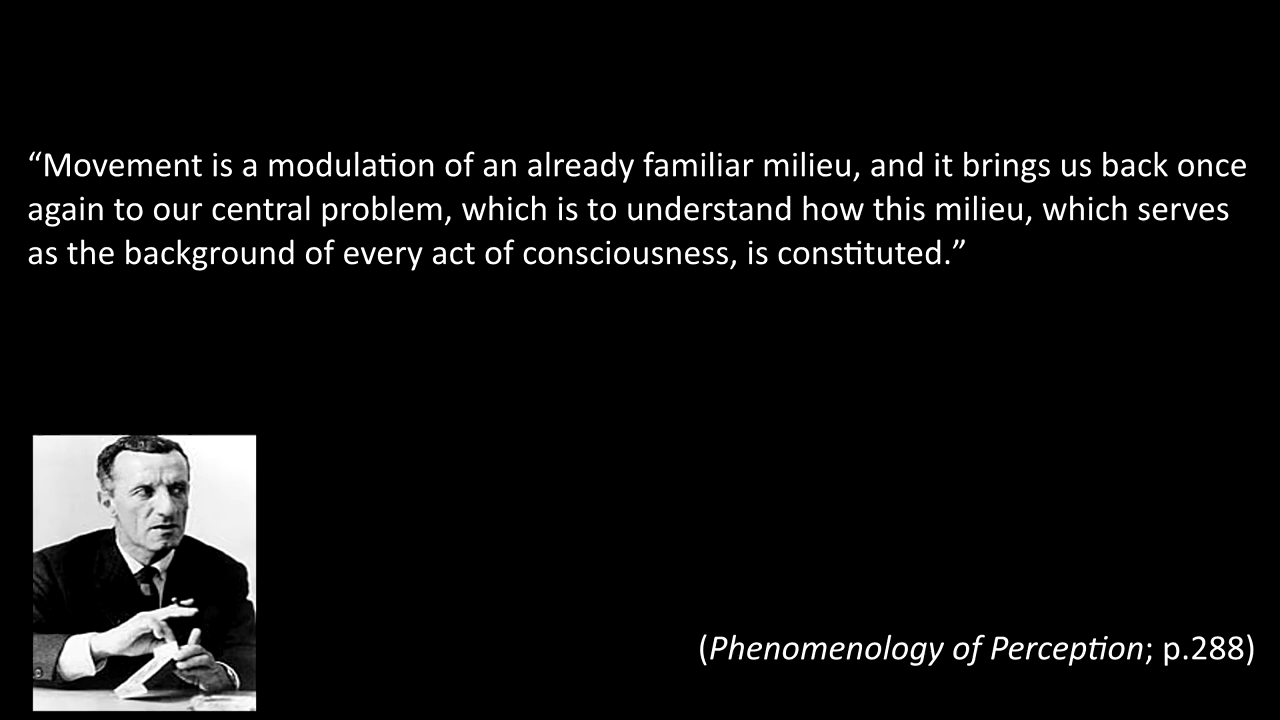 “Movement is a modulation of an already familiar milieu, and it brings us back once
again to our central problem, which is to understand how this milieu, which serves
as the background of every act of consciousness, is constituted.”
(Phenomenology of Perception; p.288)